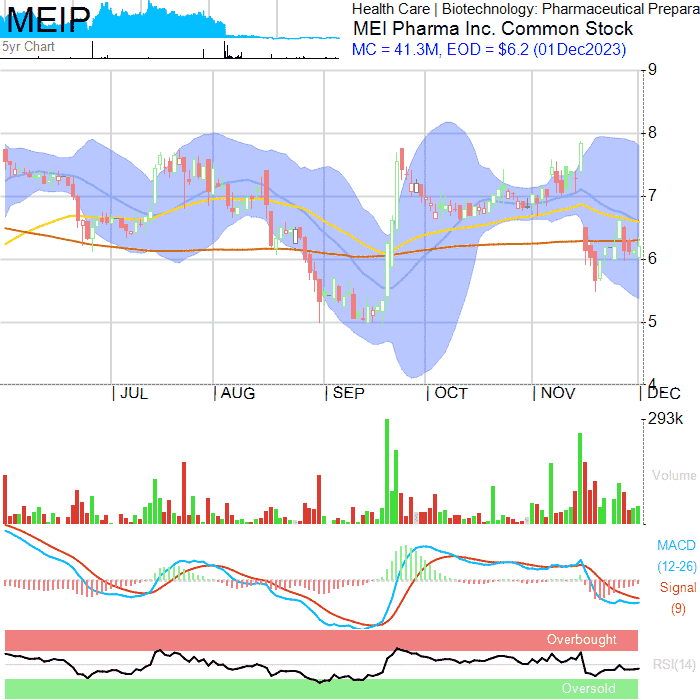 MEIP
5yr Chart
Health Care | Biotechnology: Pharmaceutical Prepara
MEI Pharma Inc. Common Stock
MC = 41.3M, EOD = $6.2 (01Dec2023)
9
8
7
6
5
4
JUL AUG SEP OCT NOV DEC
293k
Volume
MACD
(12-26)
Signal
(9)
Overbought
RSI(14)
Oversold